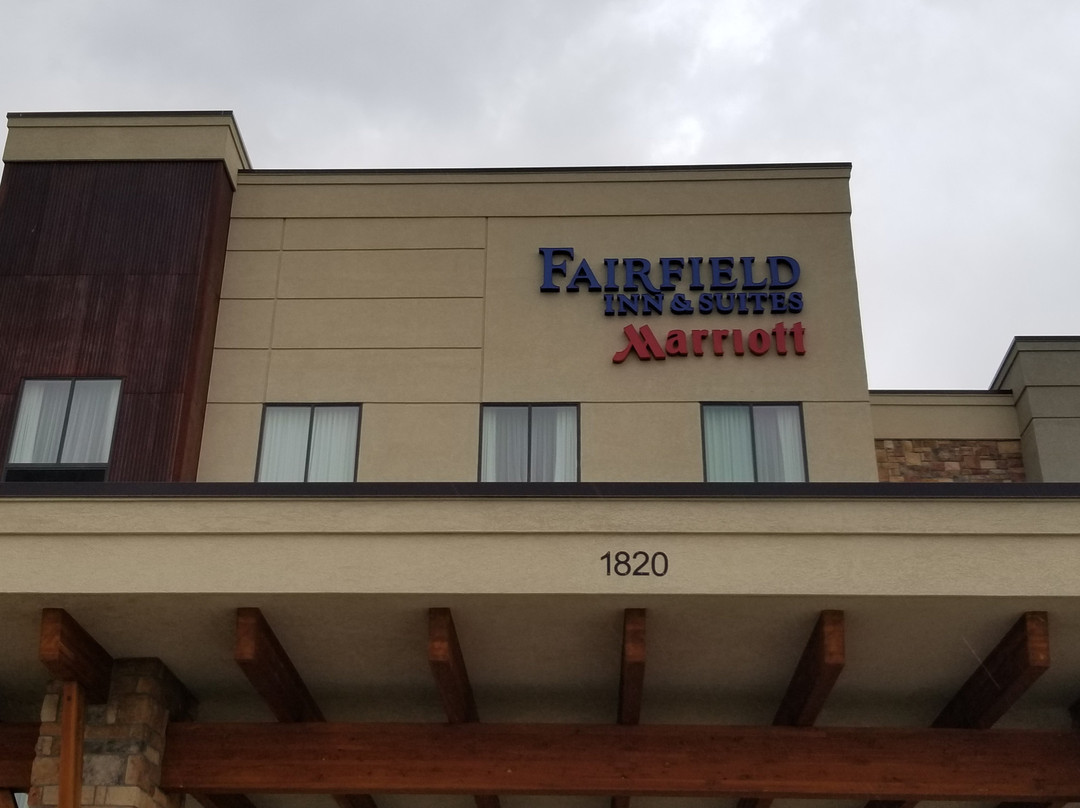 FAIRFIELD
INN & SUITES
Marriott
1820